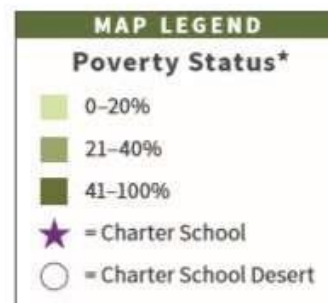 MAP LEGEND
Poverty Status*
0–20%
21–40%
41–100%
= Charter School
= Charter School Desert